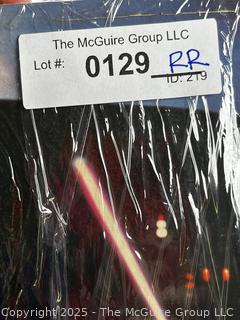 The McGuire Group LLC
Lot #: 0129 RR
ID: 219
Copyright © 2025 - The McGuire Group LLC